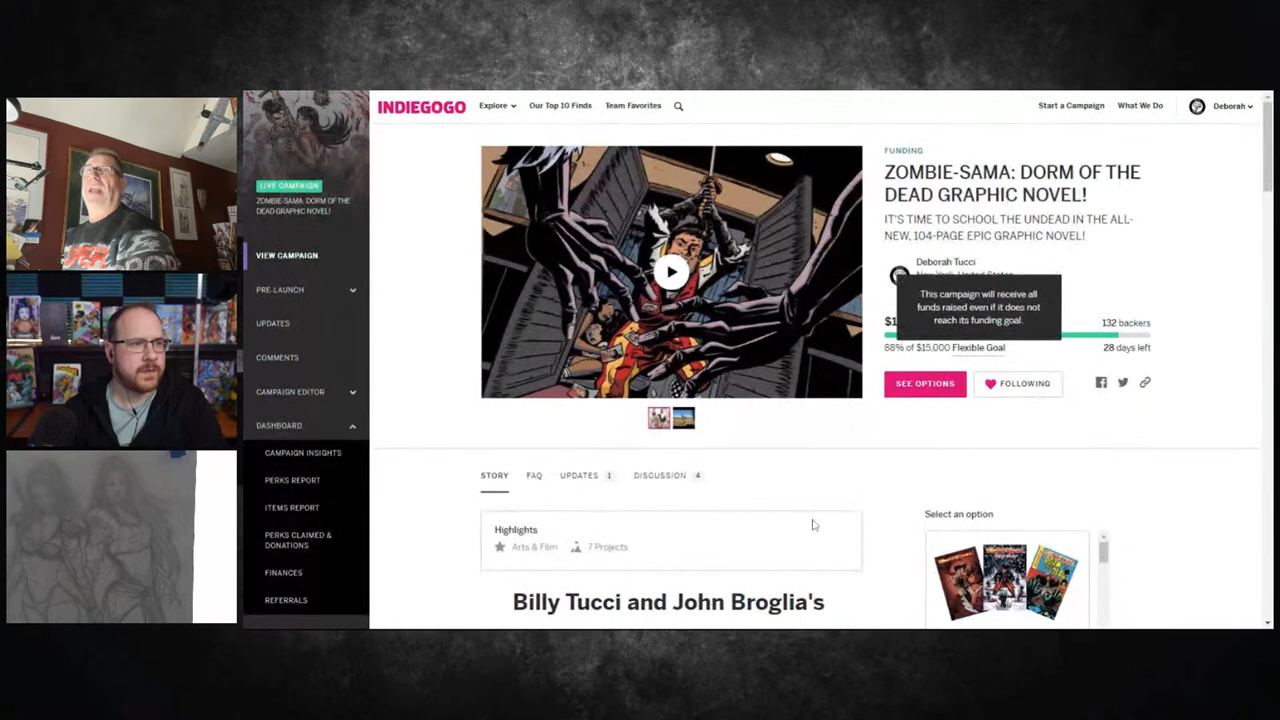 LIVE CAMPAIGN
ZOMBIE-SAMA: DORM OF THE
DEAD GRAPHIC NOVEL!
VIEW CAMPAIGN
PRE-LAUNCH
UPDATES
COMMENTS
CAMPAIGN EDITOR
DASHBOARD
CAMPAIGN INSIGHTS
PERKS REPORT
ITEMS REPORT
PERKS CLAIMED &
DONATIONS
FINANCES
REFERRALS
INDIEGOGO
Explore
Our Top 10 Finds
Team Favorites
Start a Campaign
What We Do
Deborah
FUNDING
ZOMBIE-SAMA: DORM OF THE
DEAD GRAPHIC NOVEL!
IT'S TIME TO SCHOOL THE UNDEAD IN THE ALL-
NEW, 104-PAGE EPIC GRAPHIC NOVEL!
Deborah Tucci
This campaign will receive all
funds raised even if it does not
reach its funding goal.
132 backers
88% of $15,000 Flexible Goal
28 days left
SEE OPTIONS
FOLLOWING
STORY
FAQ
UPDATES 1
DISCUSSION 4
Highlights
Arts & Film
7 Projects
Select an option
Billy Tucci and John Broglia's